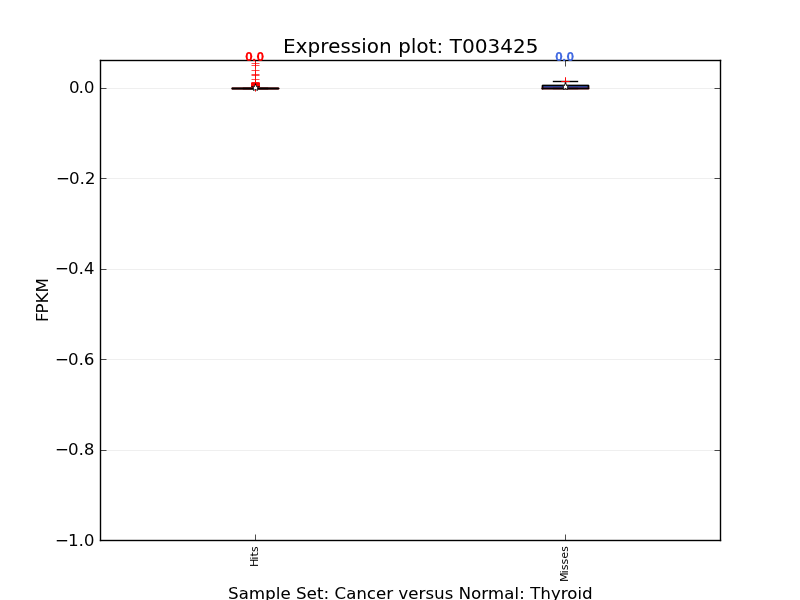 Expression plot: T003425
0.0
0.0
0.0
−0.2
−0.4
−0.6
−0.8
−1.0
FPKM
Hits
Misses
Sample Set: Cancer versus Normal: Thyroid